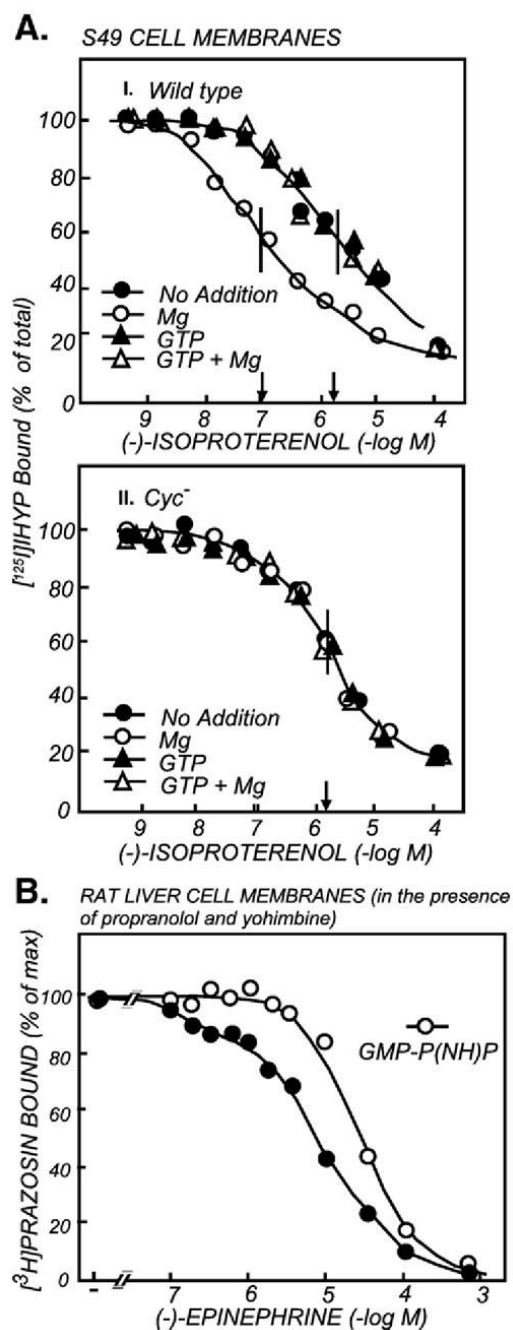 A.
S49 CELL MEMBRANES
I. Wild type
100
80
60
40
20
0
No Addition
Mg
GTP
GTP + Mg
9 8 7 6 5 4
(-)-ISOPROTERENOL (-log M)
[¹²⁵I]IHYP Bound (% of total)
II. Cyc⁻
100
80
60
40
20
0
No Addition
Mg
GTP
GTP + Mg
9 8 7 6 5 4
(-)-ISOPROTERENOL (-log M)
B.
RAT LIVER CELL MEMBRANES (in the presence
of propranolol and yohimbine)
[³H]PRAZOSIN BOUND (% of max)
100
80
60
40
20
0
GMP-P(NH)P
- 7 6 5 4 3
(-)-EPINEPHRINE (-log M)